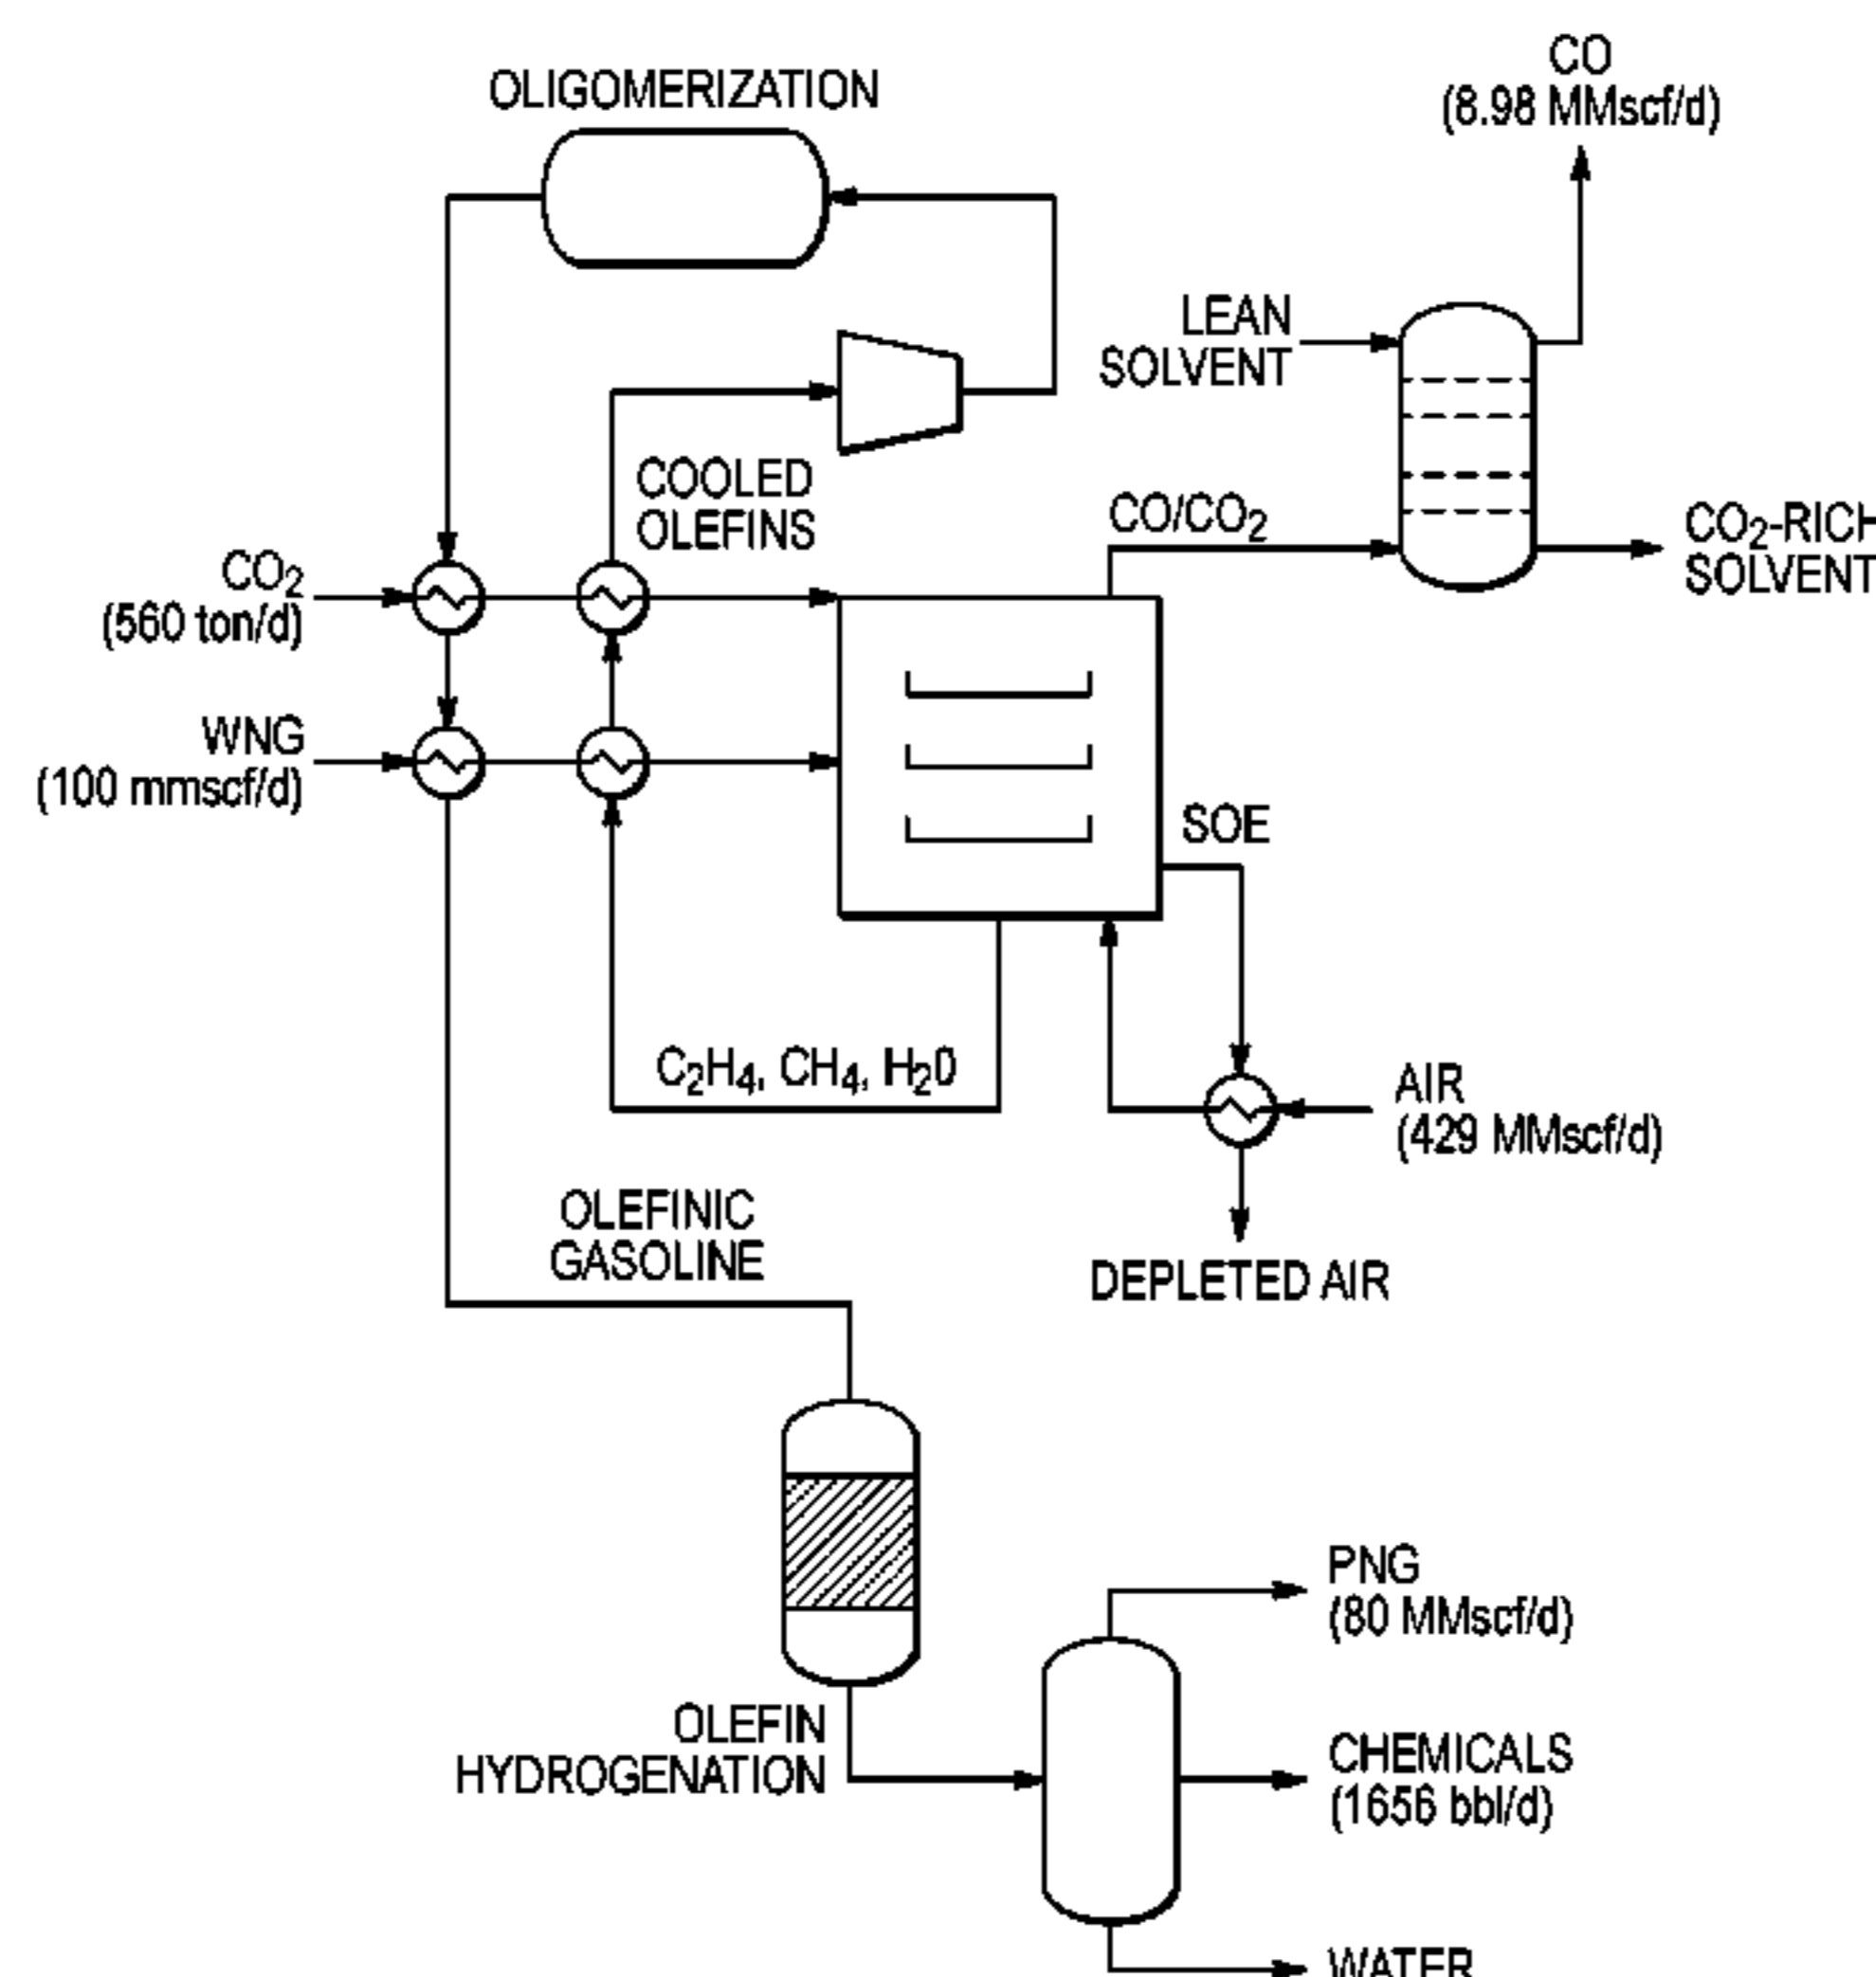 CO
(8.98 MMscf/d)
OLIGOMERIZATION
LEAN
SOLVENT
COOLED
OLEFINS
CO/CO2
CO2-RICH
SOLVENT
CO2
(560 ton/d)
WNG
(100 mmscf/d)
SOE
C2H4, CH4, H20
AIR
(429 MMscf/d)
OLEFINIC
GASOLINE
DEPLETED AIR
PNG
(80 MMscf/d)
OLEFIN
HYDROGENATION
CHEMICALS
(1656 bbl/d)
WATER